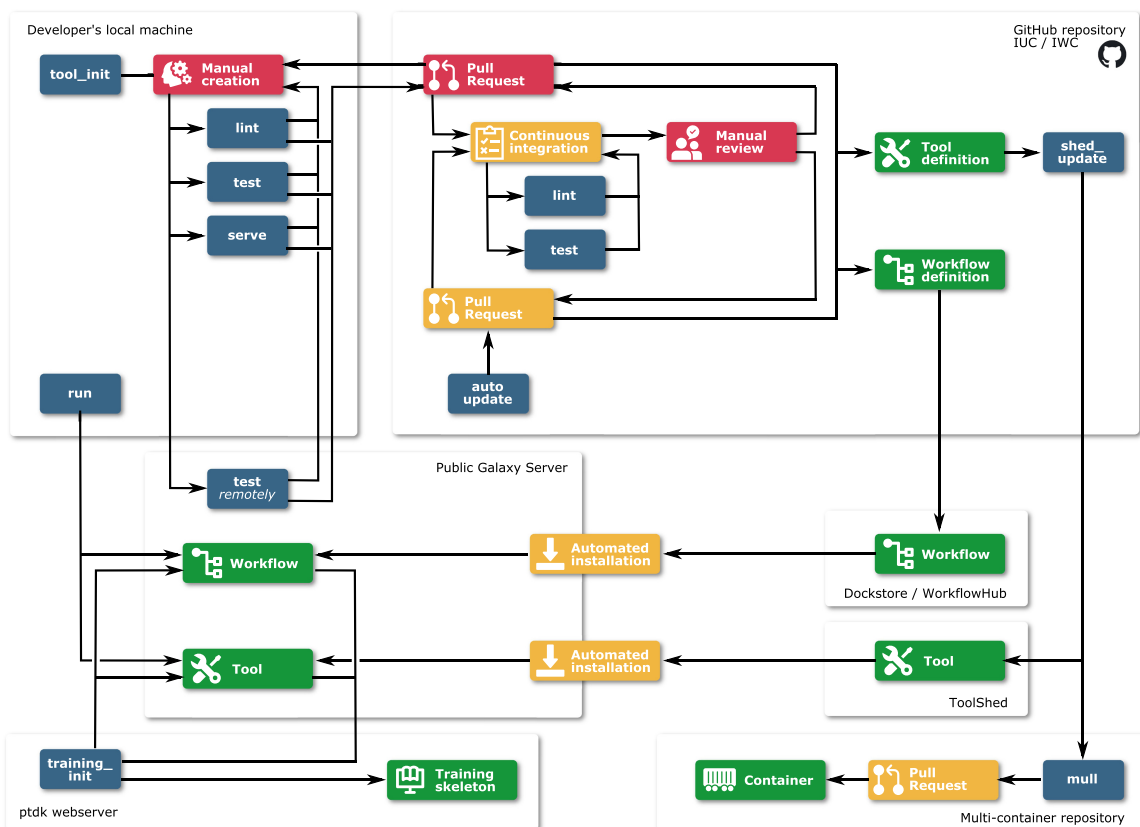 Developer's local machine
tool_init
Manual
creation
lint
test
serve
run
GitHub repository
IUC / IWC
Pull
Request
Continuous
integration
Manual
review
lint
test
Pull
Request
auto
update
Tool
definition
shed_
update
Workflow
definition
Public Galaxy Server
test
remotely
Workflow
Automated
installation
Workflow
Dockstore / WorkflowHub
Tool
Automated
installation
Tool
ToolShed
training_
init
Training
skeleton
ptdk webserver
Container
Pull
Request
mull
Multi-container repository